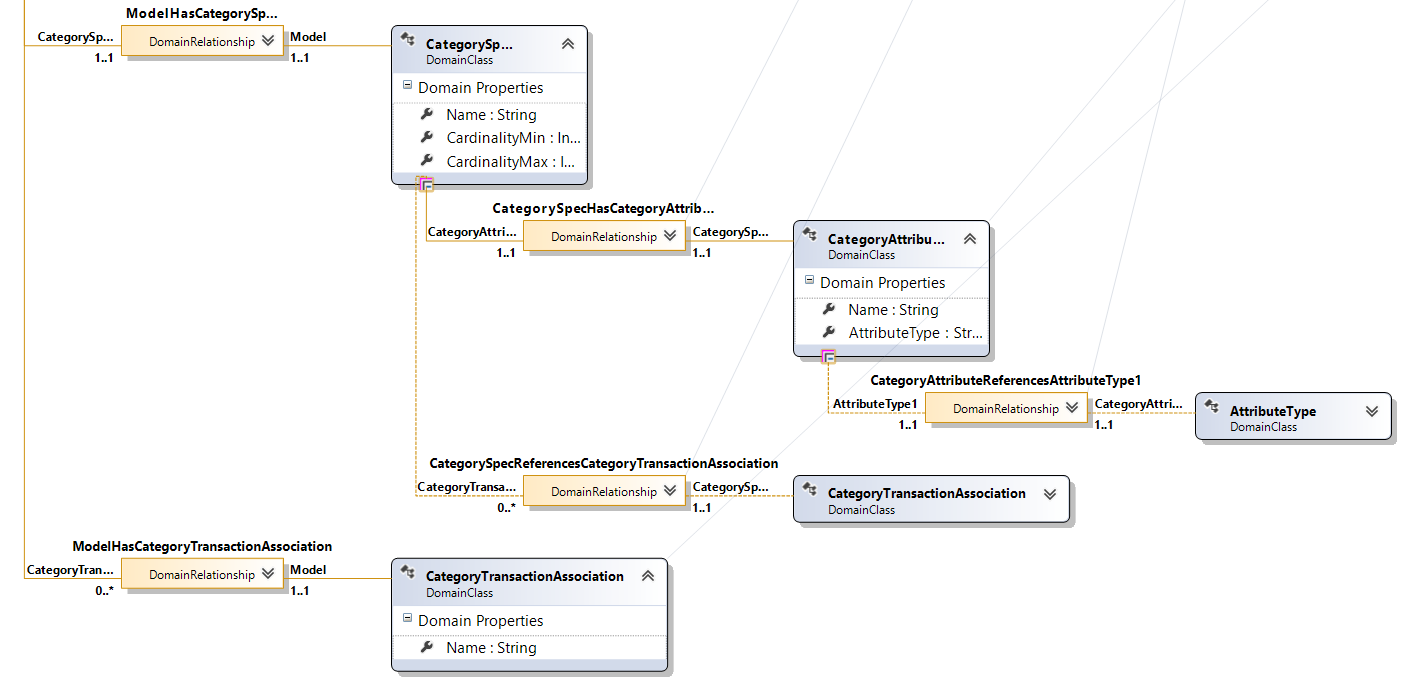 ModelHasCategorySp...
CategorySp...
DomainRelationship
Model
1..1
1..1
CategorySp...
DomainClass
Domain Properties
Name : String
CardinalityMin : In...
CardinalityMax : I...
CategorySpecHasCategoryAttrib...
CategoryAttri...
DomainRelationship
CategorySp...
1..1
1..1
CategoryAttribu...
DomainClass
Domain Properties
Name : String
AttributeType : Str...
CategoryAttributeReferencesAttributeType1
AttributeType1
DomainRelationship
CategoryAttri...
1..1
1..1
AttributeType
DomainClass
CategorySpecReferencesCategoryTransactionAssociation
CategoryTransa...
DomainRelationship
CategorySp...
0..*
1..1
CategoryTransactionAssociation
DomainClass
ModelHasCategoryTransactionAssociation
CategoryTran...
DomainRelationship
Model
0..*
1..1
CategoryTransactionAssociation
DomainClass
Domain Properties
Name : String